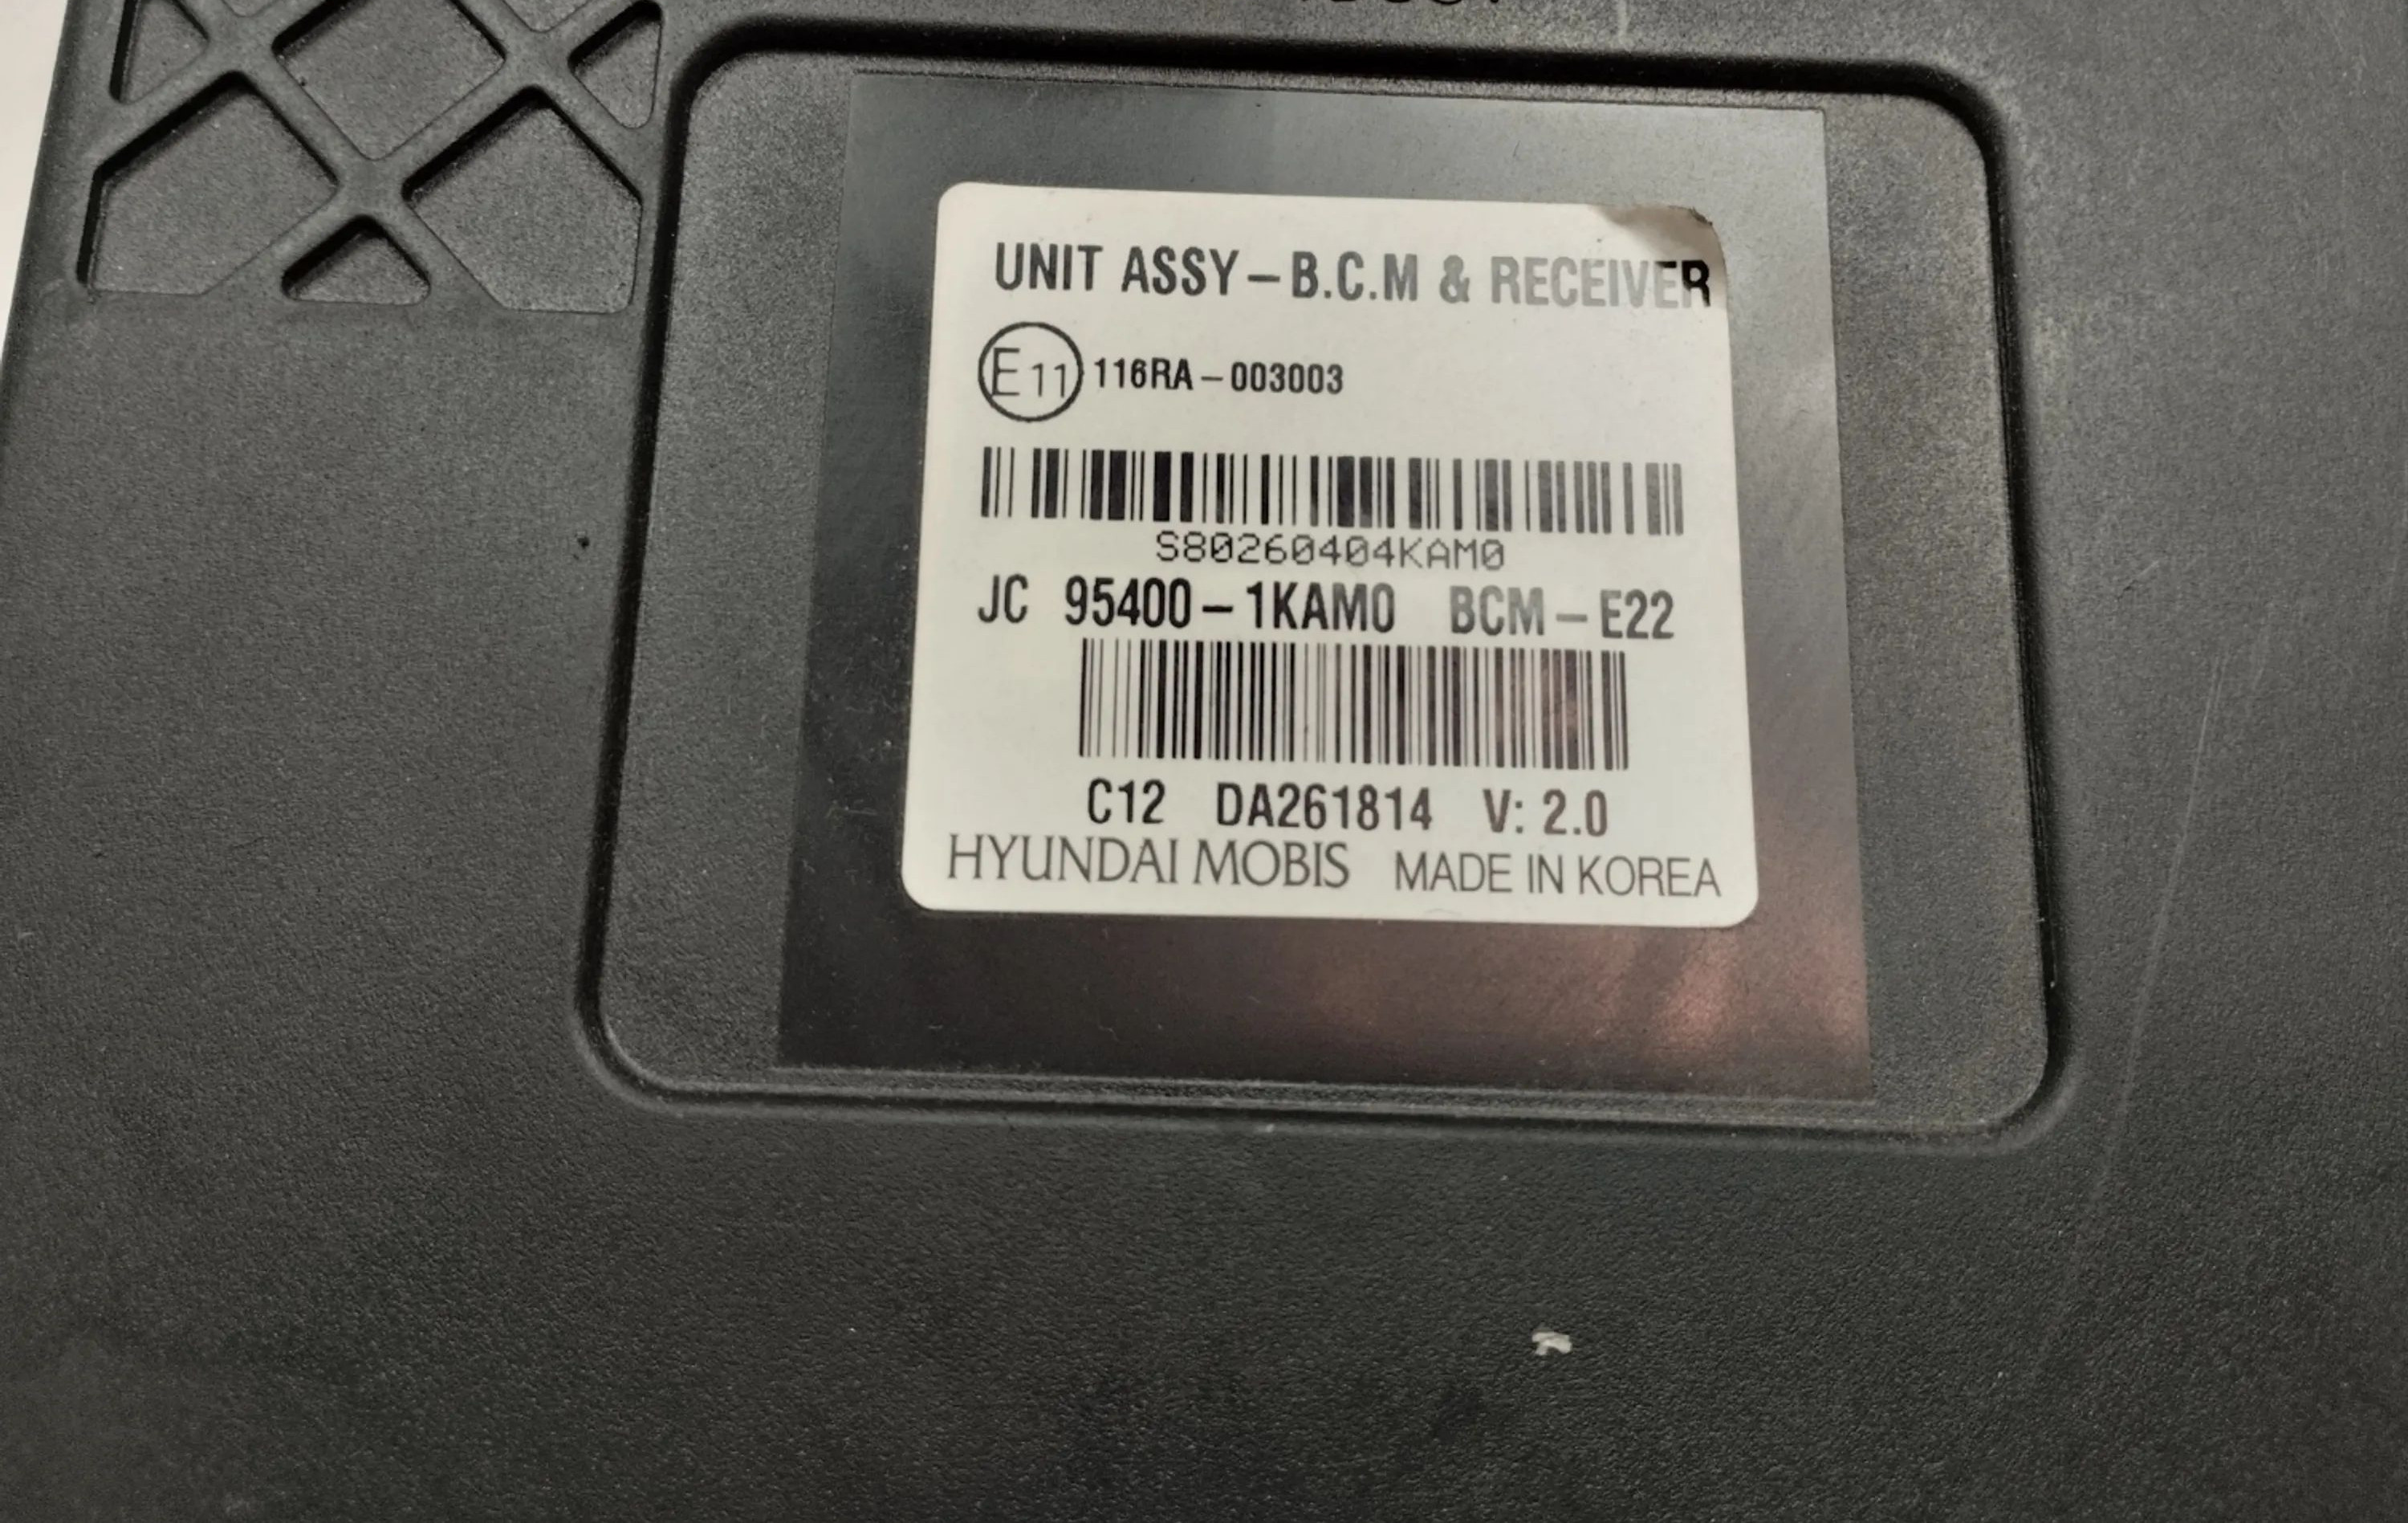 UNIT ASSY – B.C.M & RECEIVER
E11 116RA – 003003
S80260404KAM0
JC 95400 – 1KAM0 BCM – E22
C12 DA261814 V: 2.0
HYUNDAI MOBIS MADE IN KOREA